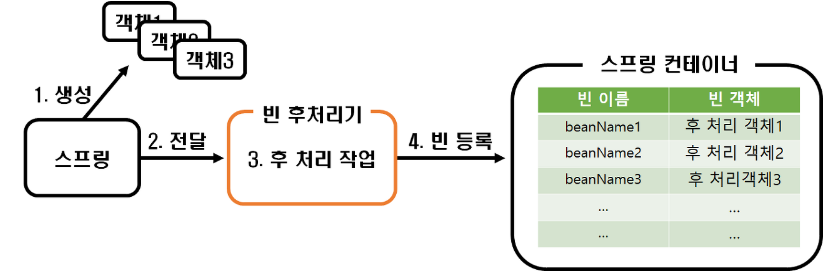 객체1
객체2
객체3
1. 생성
스프링
2. 전달
빈 후처리기
3. 후 처리 작업
4. 빈 등록
스프링 컨테이너
빈 이름 빈 객체
beanName1 후 처리 객체1
beanName2 후 처리 객체2
beanName3 후 처리객체3
... ...
... ...